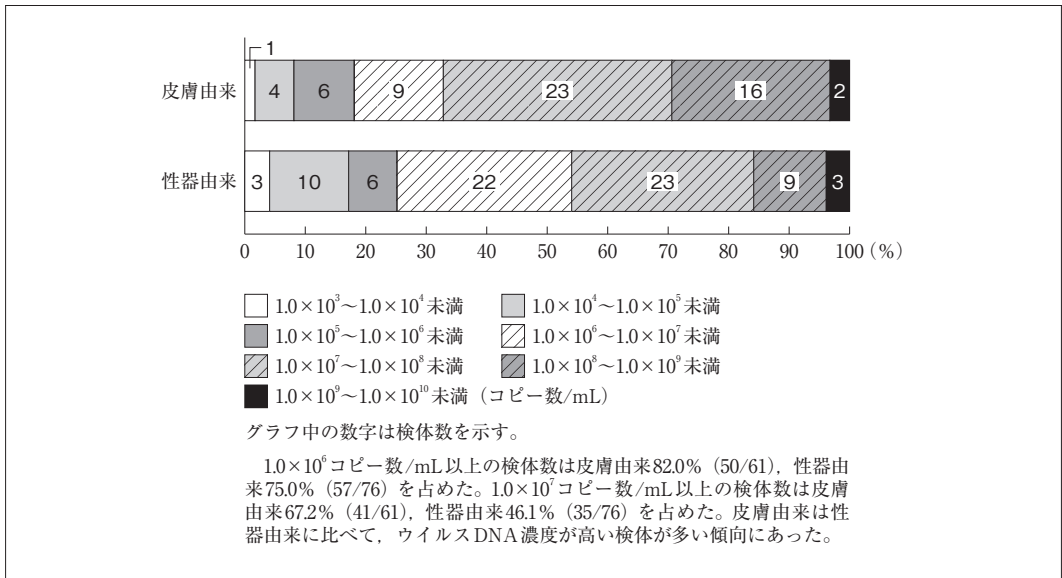 1
皮膚由来 4 6 9 23 16 2
性器由来 3 10 6 22 23 9 3
0 10 20 30 40 50 60 70 80 90 100(%)
1.0×10³~1.0×10⁴未満 1.0×10⁴~1.0×10⁵未満
1.0×10⁵~1.0×10⁶未満 1.0×10⁶~1.0×10⁷未満
1.0×10⁷~1.0×10⁸未満 1.0×10⁸~1.0×10⁹未満
1.0×10⁹~1.0×10¹⁰未満(コピー数/mL)
グラフ中の数字は検体数を示す。
1.0×10⁶コピー数/mL以上の検体数は皮膚由来82.0%(50/61),性器由
来75.0%(57/76)を占めた。1.0×10⁷コピー数/mL以上の検体数は皮膚
由来67.2%(41/61),性器由来46.1%(35/76)を占めた。皮膚由来は性
器由来に比べて,ウイルスDNA濃度が高い検体が多い傾向にあった。